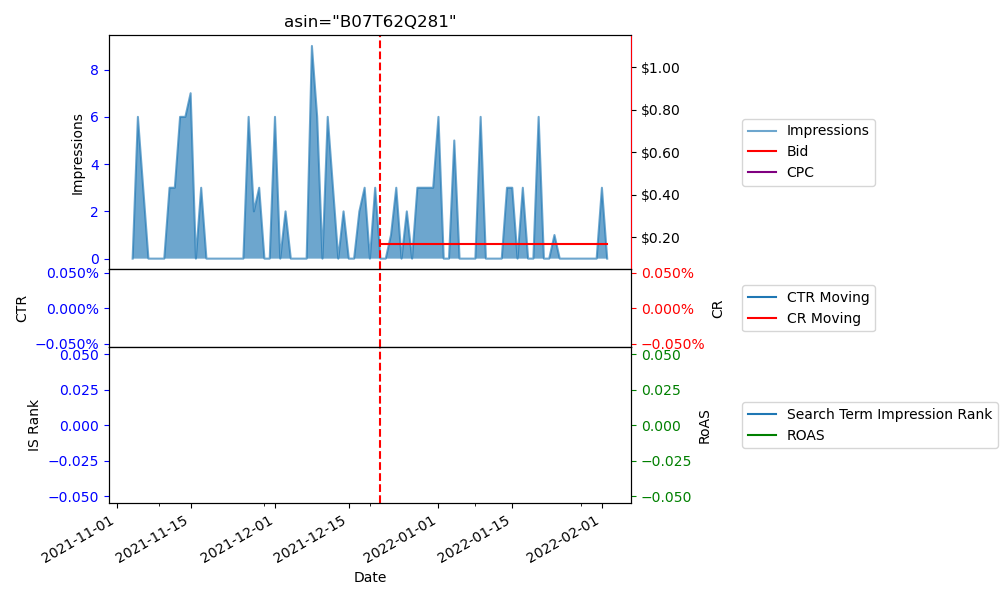 asin="B07T62Q281"
Impressions
8
6
4
2
0
$1.00
$0.80
$0.60
$0.40
$0.20
Impressions
Bid
CPC
CTR
0.050%
0.000%
−0.050%
0.050%
0.000%
−0.050%
CR
CTR Moving
CR Moving
IS Rank
0.050
0.025
0.000
−0.025
−0.050
0.050
0.025
0.000
−0.025
−0.050
RoAS
Search Term Impression Rank
ROAS
2021-11-01
2021-11-15
2021-12-01
2021-12-15
2022-01-01
2022-01-15
2022-02-01
Date